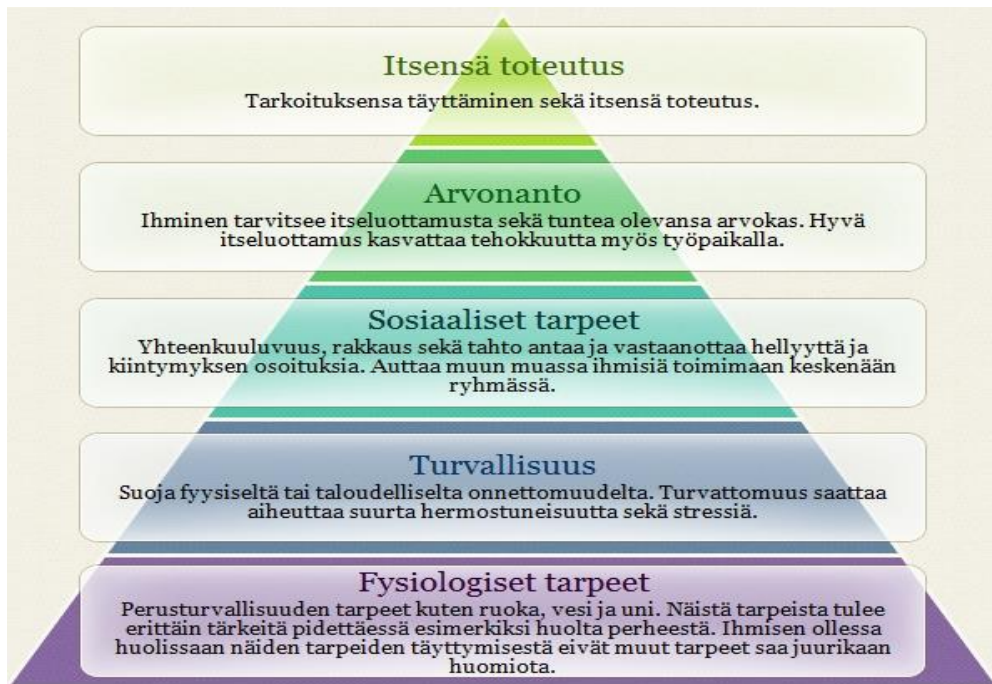 Itsensä toteutus
Tarkoituksensa täyttäminen sekä itsensä toteutus.
Arvonanto
Ihminen tarvitsee itseluottamusta sekä tuntea olevansa arvokas. Hyvä
itseluottamus kasvattaa tehokkuutta myös työpaikalla.
Sosiaaliset tarpeet
Yhteenkuuluvuus, rakkaus sekä tahto antaa ja vastaanottaa hellyyttä ja
kiintymyksen osoituksia. Auttaa muun muassa ihmisiä toimimaan keskenään
ryhmässä.
Turvallisuus
Suoja fyysiseltä tai taloudelliselta onnettomuudelta. Turvattomuus saattaa
aiheuttaa suurta hermostuneisuutta sekä stressiä.
Fysiologiset tarpeet
Perusturvallisuuden tarpeet kuten ruoka, vesi ja uni. Näistä tarpeista tulee
erittäin tärkeitä pidettäessä esimerkiksi huolta perheestä. Ihmisen ollessa
huolissaan näiden tarpeiden täyttymisestä eivät muut tarpeet saa juurikaan
huomiota.